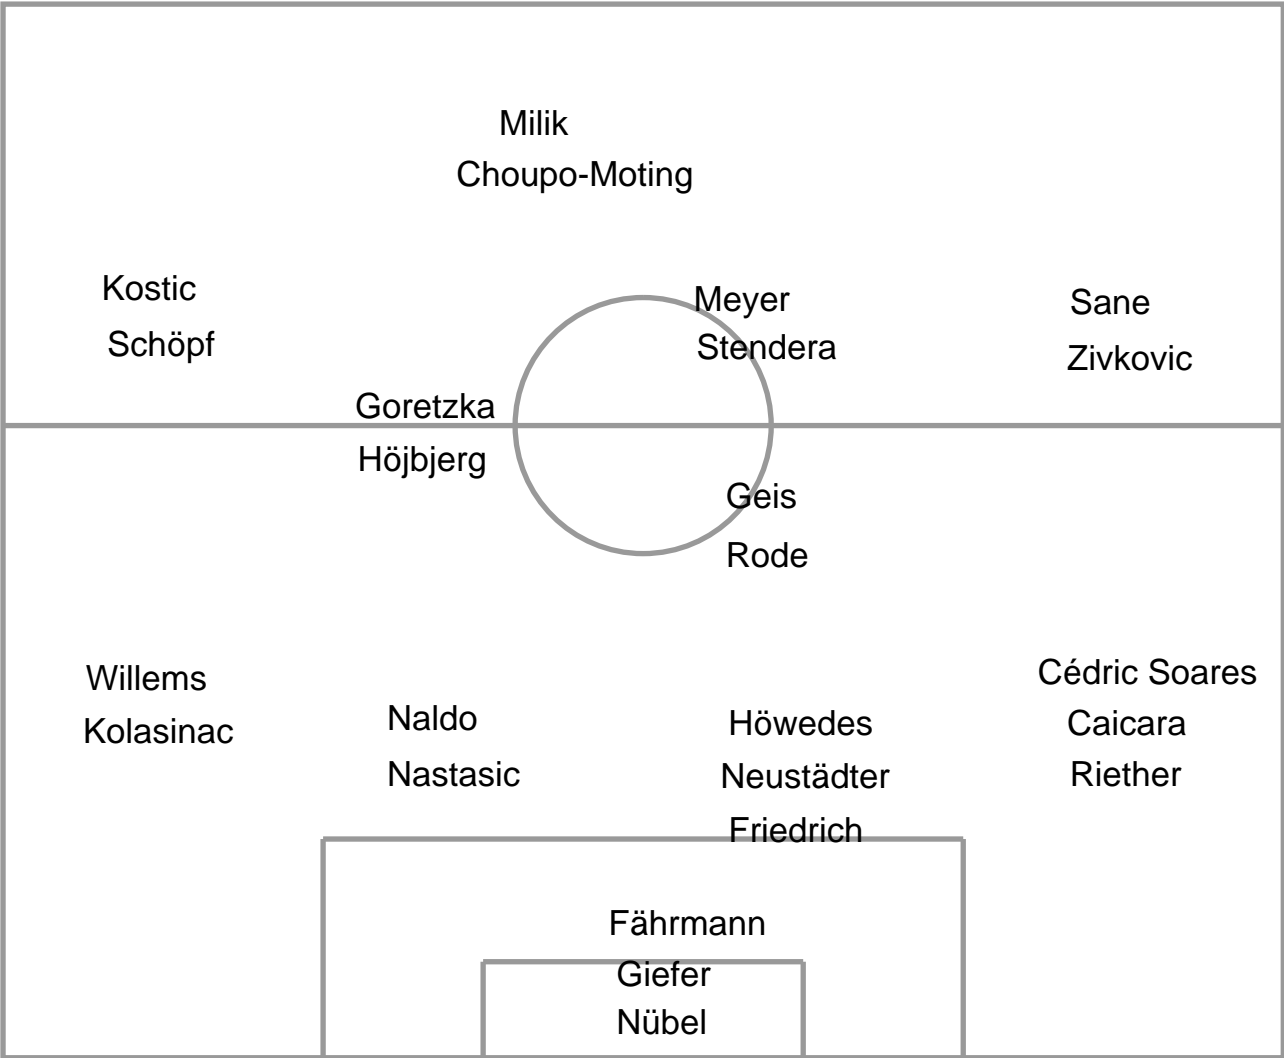 Milik
Choupo-Moting
Kostic
Schöpf
Meyer
Stendera
Sane
Zivkovic
Goretzka
Höjbjerg
Geis
Rode
Willems
Kolasinac
Naldo
Nastasic
Höwedes
Neustädter
Friedrich
Cédric Soares
Caicara
Riether
Fährmann
Giefer
Nübel